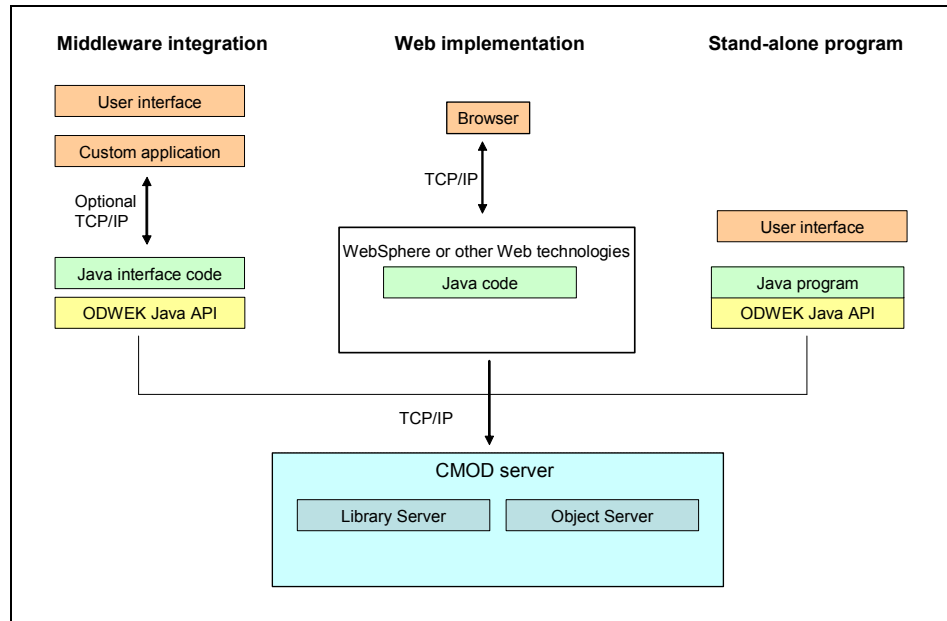 Middleware integration
Web implementation
Stand-alone program
User interface
Custom application
Optional
TCP/IP
Java interface code
ODWEK Java API
Browser
TCP/IP
WebSphere or other Web technologies
Java code
User interface
Java program
ODWEK Java API
TCP/IP
CMOD server
Library Server
Object Server